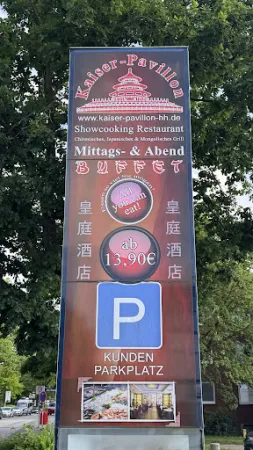 Kaiser-Pavillon
www.kaiser-pavillon-hh.de
Showcooking Restaurant
Chinesisches, Japanisches & Mongolisches Grill
Mittags- & Abend
BUFFET
all
you can
eat!
ab
13,90€
皇庭酒店
皇庭酒店
P
KUNDEN
PARKPLATZ